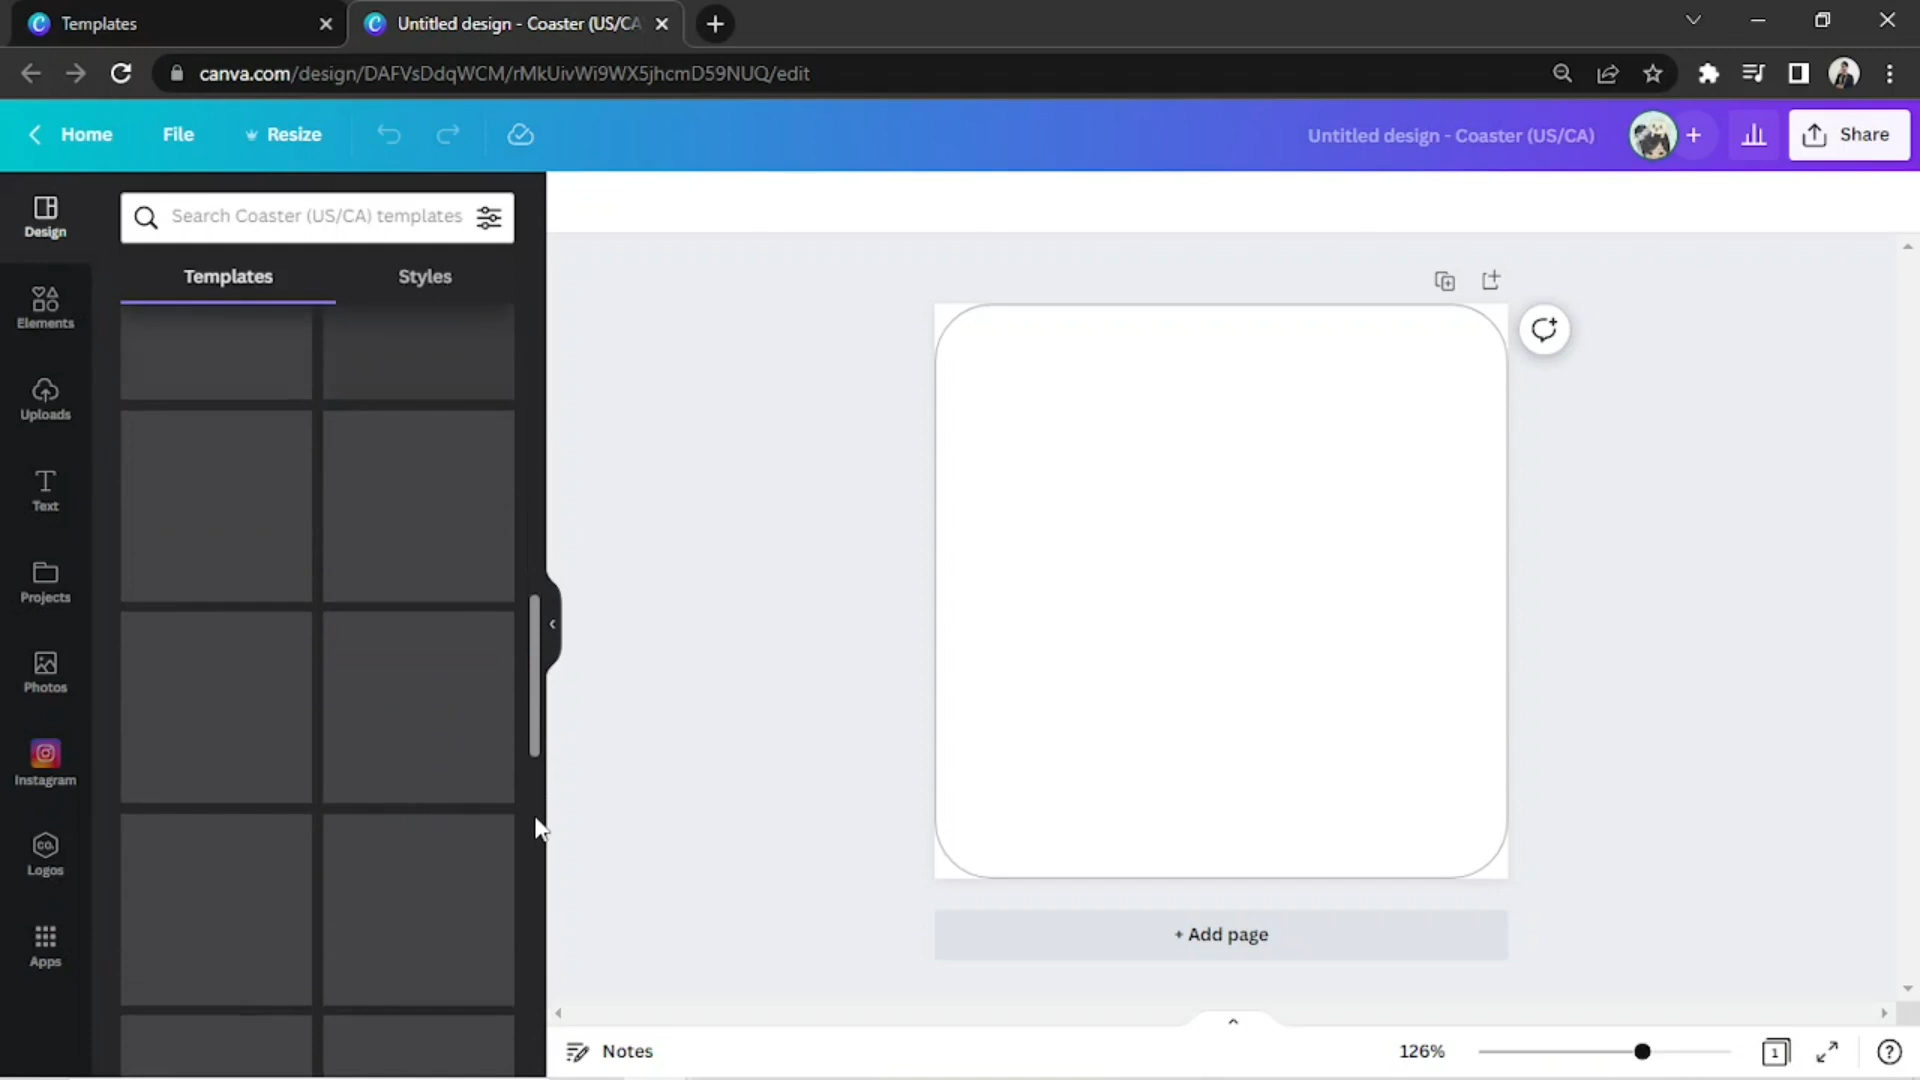 Templates
Untitled design - Coaster (US/CA
canva.com/design/DAFVsDdqWCM/rMkUivWi9WX5jhcmD59NUQ/edit
Home
File
Resize
Untitled design - Coaster (US/CA)
+
Share
Design
Search Coaster (US/CA) templates
Templates
Styles
Elements
Uploads
Text
Projects
Photos
Instagram
CO.
Logos
Apps
+ Add page
Notes
126%
1
?